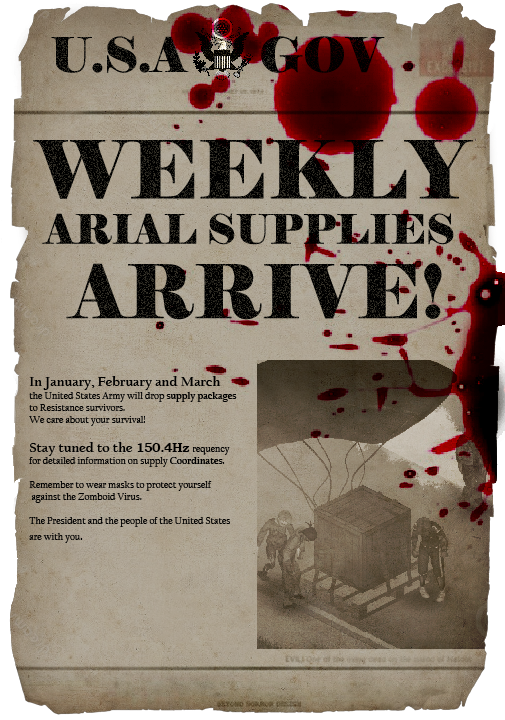 U.S.A GOV .
WEEKLY
ARIAL SUPPLIES
ARRIVE!
In January, February and March
the United States Army will drop supply packages
to Resistance survivors.
We care about your survival!
Stay tuned to the 150.4Hz requency
for detailed information on supply Coordinates.
Remember to wear masks to protect yourself
against the Zomboid Virus.
The President and the people of the United States
are with you.